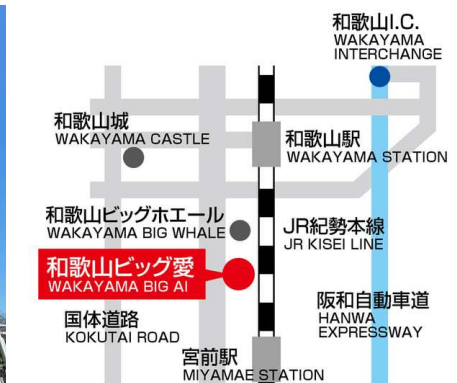 和歌山I.C.
WAKAYAMA
INTERCHANGE
和歌山城
WAKAYAMA CASTLE
和歌山駅
WAKAYAMA STATION
和歌山ビッグホエール
WAKAYAMA BIG WHALE
JR紀勢本線
JR KISEI LINE
和歌山ビッグ愛
WAKAYAMA BIG AI
国体道路
KOKUTAI ROAD
阪和自動車道
HANWA
EXPRESSWAY
宮前駅
MIYAMAE STATION